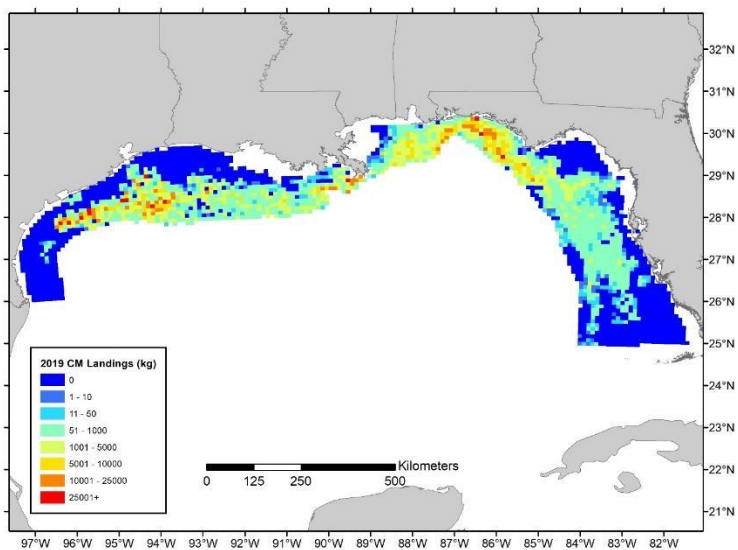 32°N
31°N
30°N
29°N
28°N
27°N
26°N
25°N
24°N
23°N
22°N
21°N
2019 CM Landings (kg)
0
1 - 10
11 - 50
51 - 1000
1001 - 5000
5001 - 10000
10001 - 25000
25001+
Kilometers
0 125 250 500
97°W 96°W 95°W 94°W 93°W 92°W 91°W 90°W 89°W 88°W 87°W 86°W 85°W 84°W 83°W 82°W